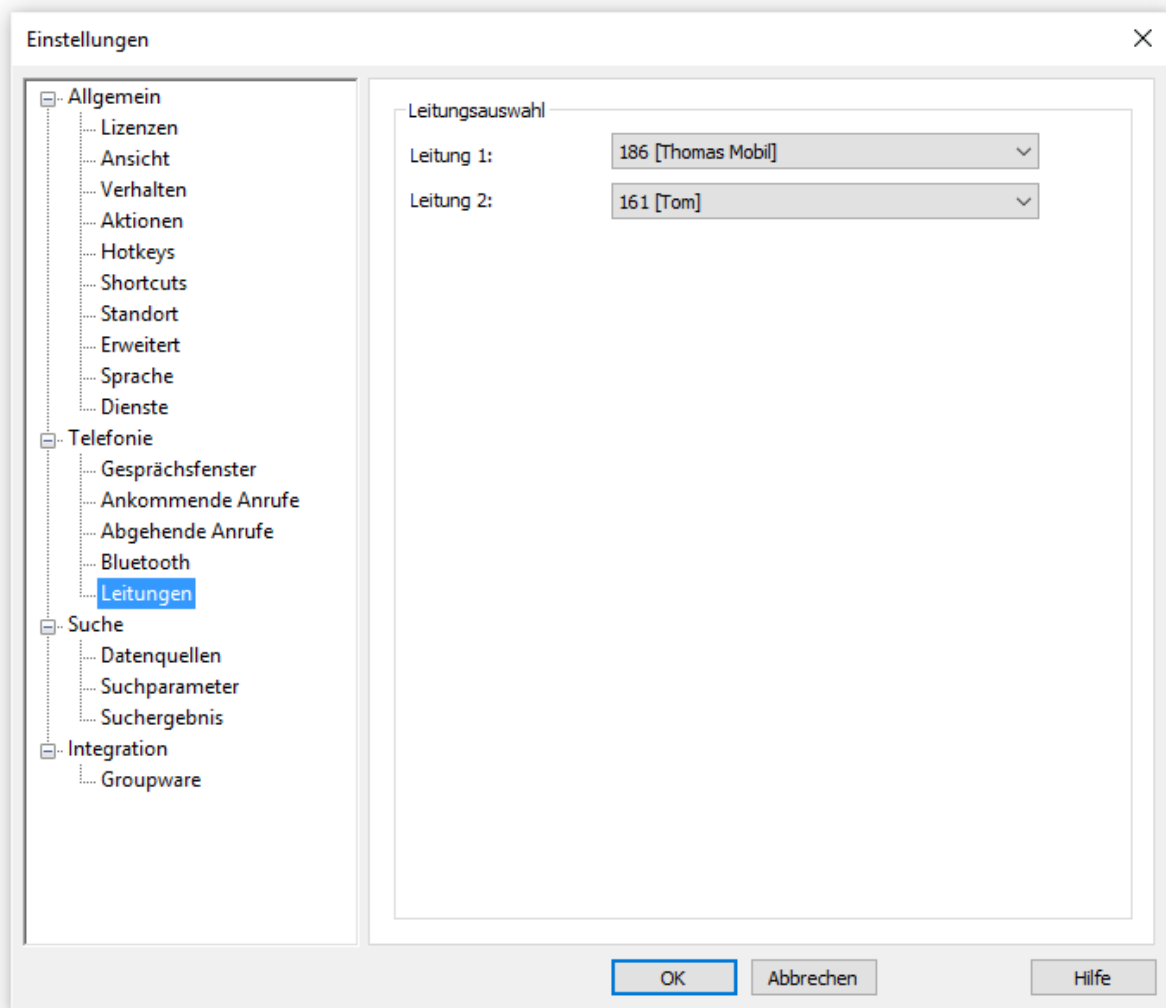 Einstellungen
Allgemein
Lizenzen
Ansicht
Verhalten
Aktionen
Hotkeys
Shortcuts
Standort
Erweitert
Sprache
Dienste
Telefonie
Gesprächsfenster
Ankommende Anrufe
Abgehende Anrufe
Bluetooth
Leitungen
Suche
Datenquellen
Suchparameter
Suchergebnis
Integration
Groupware
Leitungsauswahl
Leitung 1: 186 [Thomas Mobil]
Leitung 2: 161 [Tom]
OK Abbrechen Hilfe